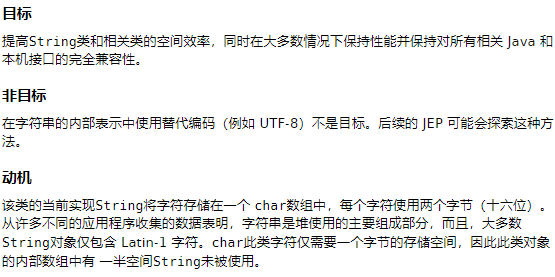 目标
提高String类和相关类的空间效率，同时在大多数情况下保持性能并保持对所有相关 Java 和
本机接口的完全兼容性。
非目标
在字符串的内部表示中使用替代编码（例如 UTF-8）不是目标。后续的 JEP 可能会探索这种方
法。
动机
该类的当前实现String将字符存储在一个 char数组中，每个字符使用两个字节（十六位）。
从许多不同的应用程序收集的数据表明，字符串是堆使用的主要组成部分，而且，大多数
String对象仅包含 Latin-1 字符。char此类字符仅需要一个字节的存储空间，因此此类对象
的内部数组中有 一半空间String未被使用。